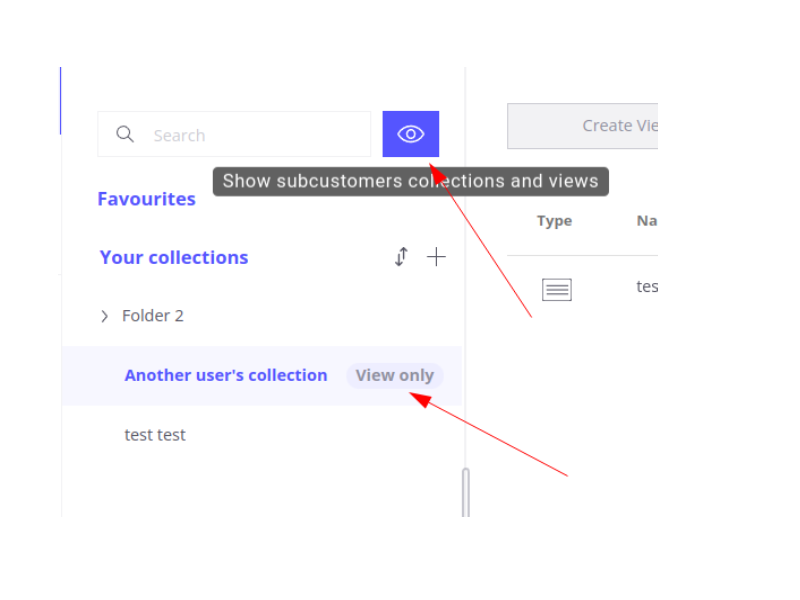 Search
Create Vie
Show subcustomers collections and views
Favourites
Type
Na
Your collections
tes
Folder 2
Another user's collection
View only
test test